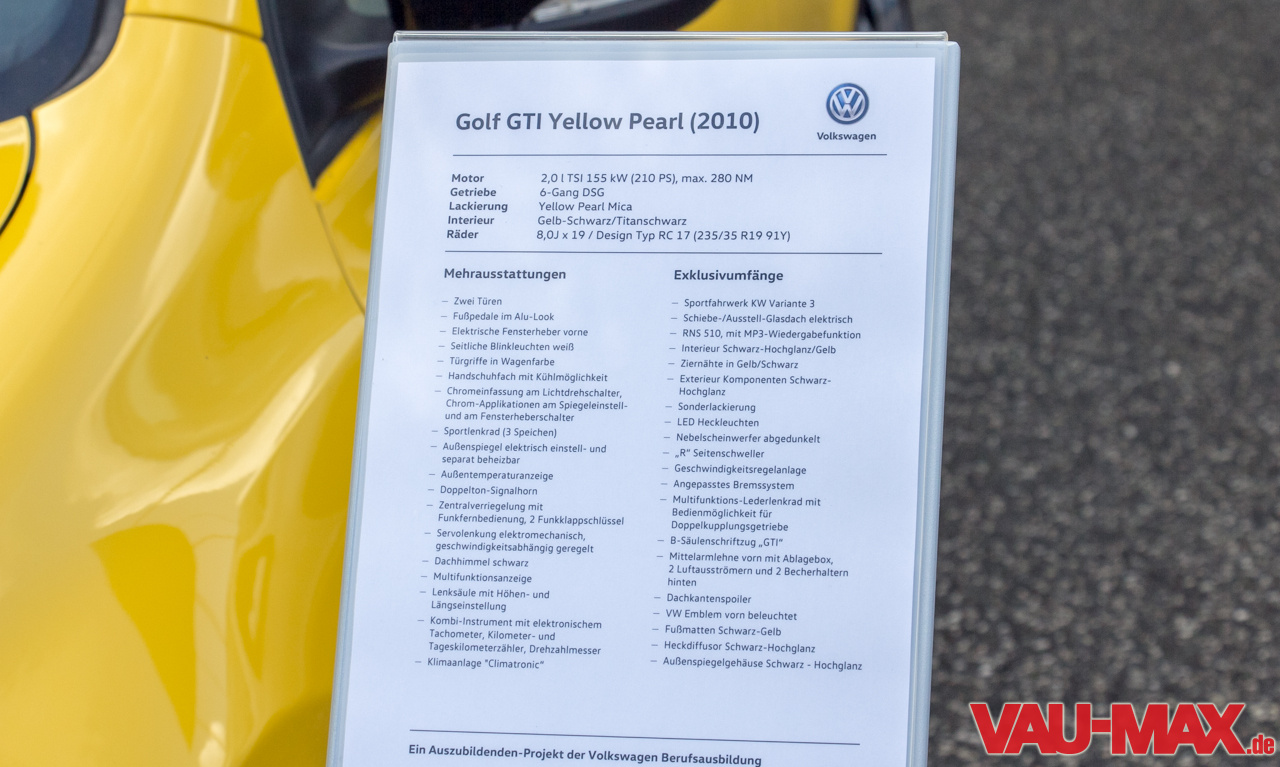 Golf GTI Yellow Pearl (2010)
Volkswagen
Motor 2,0 l TSI 155 kW (210 PS), max. 280 NM
Getriebe 6-Gang DSG
Lackierung Yellow Pearl Mica
Interieur Gelb-Schwarz/Titanschwarz
Räder 8,0J x 19 / Design Typ RC 17 (235/35 R19 91Y)
Mehrausstattungen
– Zwei Türen
– Fußpedale im Alu-Look
– Elektrische Fensterheber vorne
– Seitliche Blinkleuchten weiß
– Türgriffe in Wagenfarbe
– Handschuhfach mit Kühlmöglichkeit
– Chromeinfassung am Lichtdrehschalter,
Chrom-Applikationen am Spiegeleinstell-
und am Fensterheberschalter
– Sportlenkrad (3 Speichen)
– Außenspiegel elektrisch einstell- und
separat beheizbar
– Außentemperaturanzeige
– Doppelton-Signalhorn
– Zentralverriegelung mit
Funkfernbedienung, 2 Funkklappschlüssel
– Servolenkung elektromechanisch,
geschwindigkeitsabhängig geregelt
– Dachhimmel schwarz
– Multifunktionsanzeige
– Lenksäule mit Höhen- und
Längseinstellung
– Kombi-Instrument mit elektronischem
Tachometer, Kilometer- und
Tageskilometerzähler, Drehzahlmesser
– Klimaanlage "Climatronic"
Exklusivumfänge
– Sportfahrwerk KW Variante 3
– Schiebe-/Ausstell-Glasdach elektrisch
– RNS 510, mit MP3-Wiedergabefunktion
– Interieur Schwarz-Hochglanz/Gelb
– Ziernähte in Gelb/Schwarz
– Exterieur Komponenten Schwarz-
Hochglanz
– Sonderlackierung
– LED Heckleuchten
– Nebelscheinwerfer abgedunkelt
– „R“ Seitenschweller
– Geschwindigkeitsregelanlage
– Angepasstes Bremssystem
– Multifunktions-Lederlenkrad mit
Bedienmöglichkeit für
Doppelkupplungsgetriebe
– B-Säulenschriftzug „GTI“
– Mittelarmlehne vorn mit Ablagebox,
2 Luftausströmern und 2 Becherhaltern
hinten
– Dachkantenspoiler
– VW Emblem vorn beleuchtet
– Fußmatten Schwarz-Gelb
– Heckdiffusor Schwarz-Hochglanz
– Außenspiegelgehäuse Schwarz - Hochglanz
Ein Auszubildenden-Projekt der Volkswagen Berufsausbildung
VAU-MAX.de